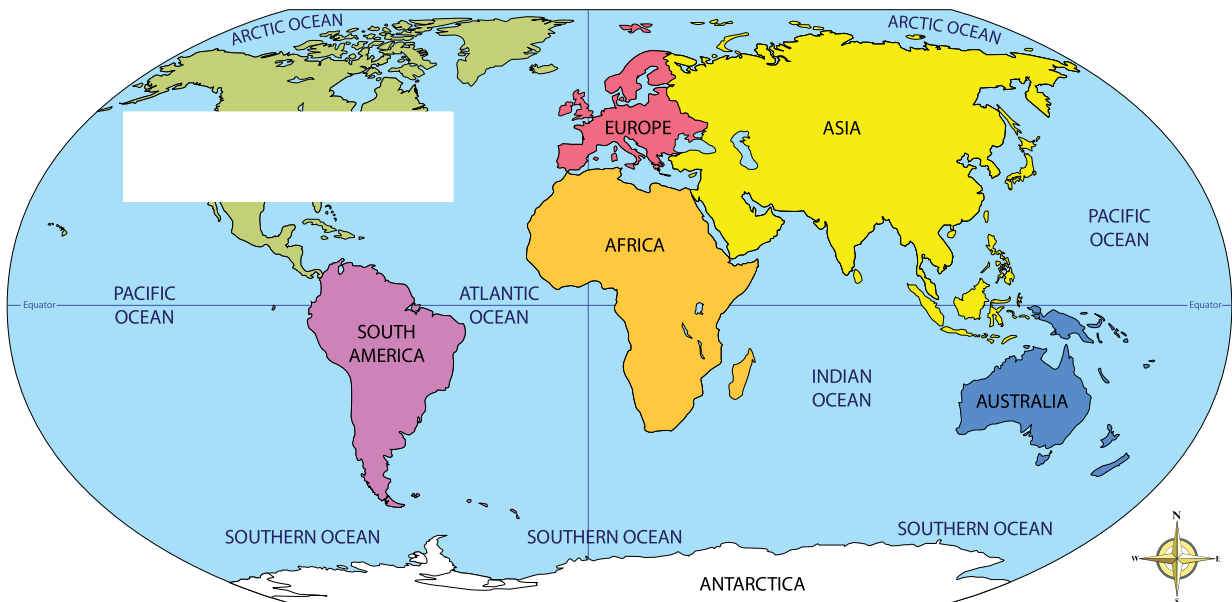 ARCTIC OCEAN
ARCTIC OCEAN
EUROPE
ASIA
PACIFIC
OCEAN
AFRICA
PACIFIC
OCEAN
ATLANTIC
OCEAN
Equator
Equator
SOUTH
AMERICA
INDIAN
OCEAN
AUSTRALIA
SOUTHERN OCEAN
SOUTHERN OCEAN
SOUTHERN OCEAN
ANTARCTICA
N
W
E
S